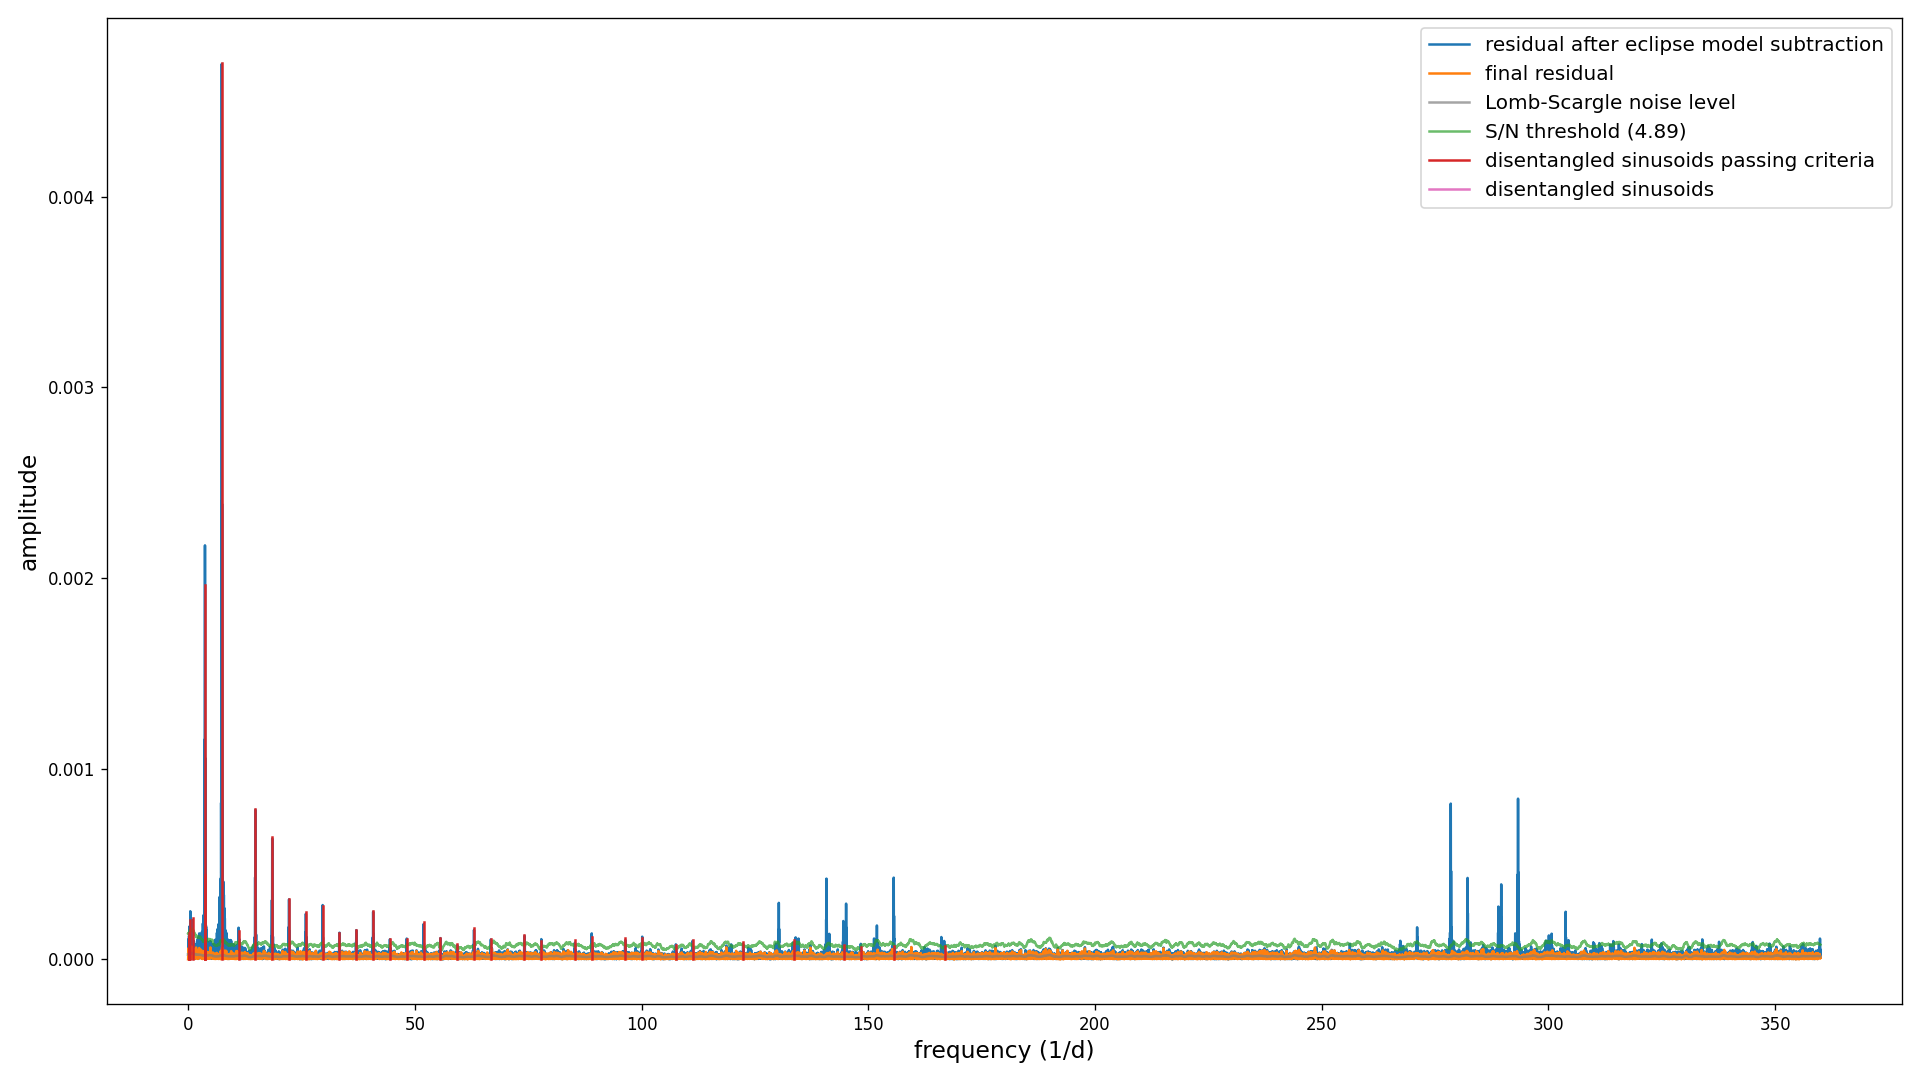 residual after eclipse model subtraction
final residual
Lomb-Scargle noise level
S/N threshold (4.89)
disentangled sinusoids passing criteria
disentangled sinusoids
amplitude
0.004
0.003
0.002
0.001
0.000
0 50 100 150 200 250 300 350
frequency (1/d)